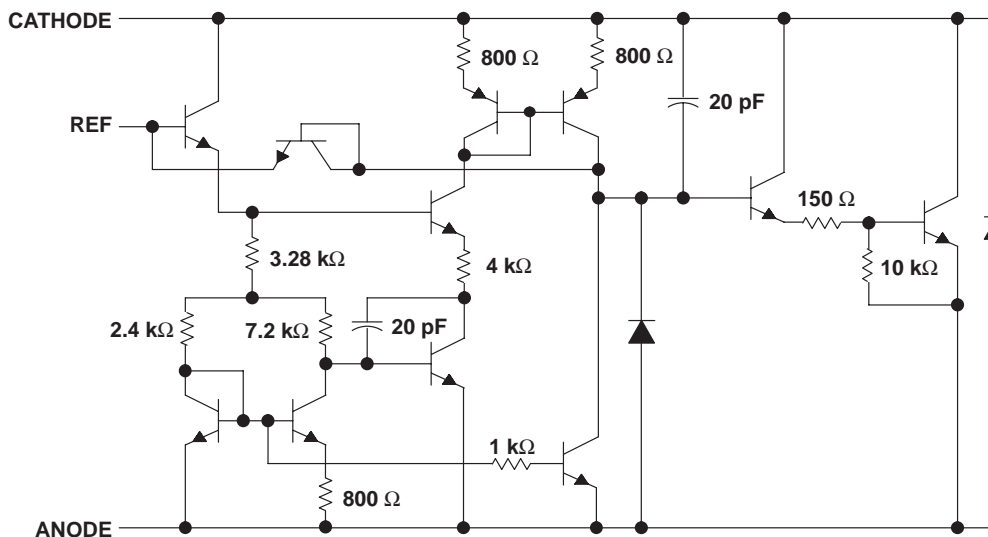 CATHODE
800 Ω
800 Ω
20 pF
REF
150 Ω
3.28 kΩ
4 kΩ
10 kΩ
2.4 kΩ
7.2 kΩ
20 pF
1 kΩ
800 Ω
ANODE